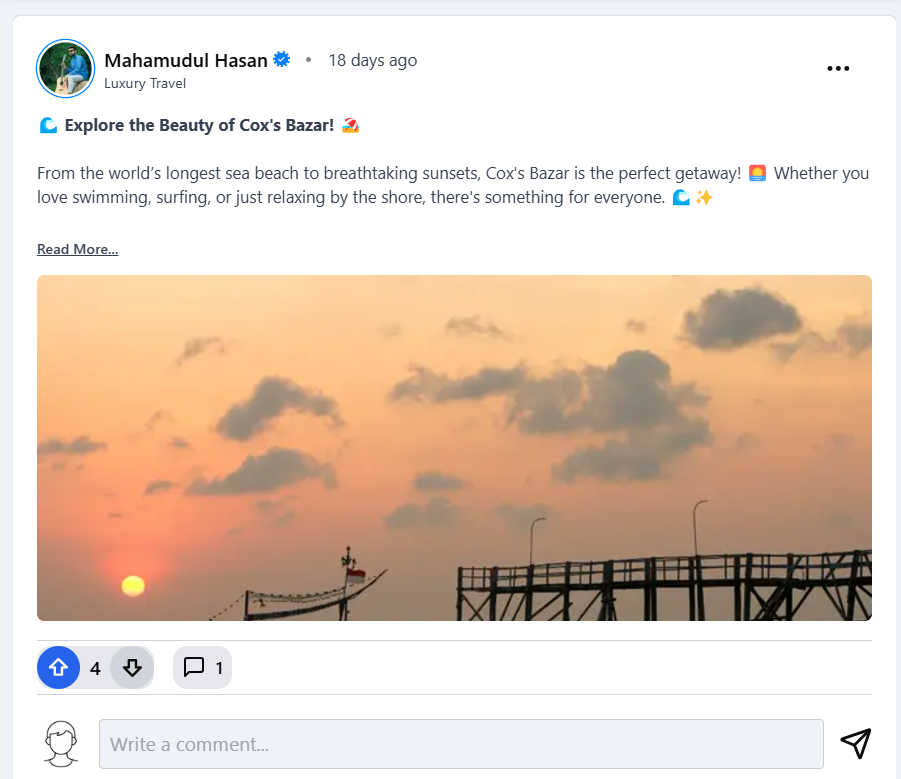 Mahamudul Hasan • 18 days ago
Luxury Travel
🌊 Explore the Beauty of Cox's Bazar! 🏖️
From the world’s longest sea beach to breathtaking sunsets, Cox's Bazar is the perfect getaway! 🌅 Whether you
love swimming, surfing, or just relaxing by the shore, there's something for everyone. 🌊✨
Read More...
4 1
Write a comment...